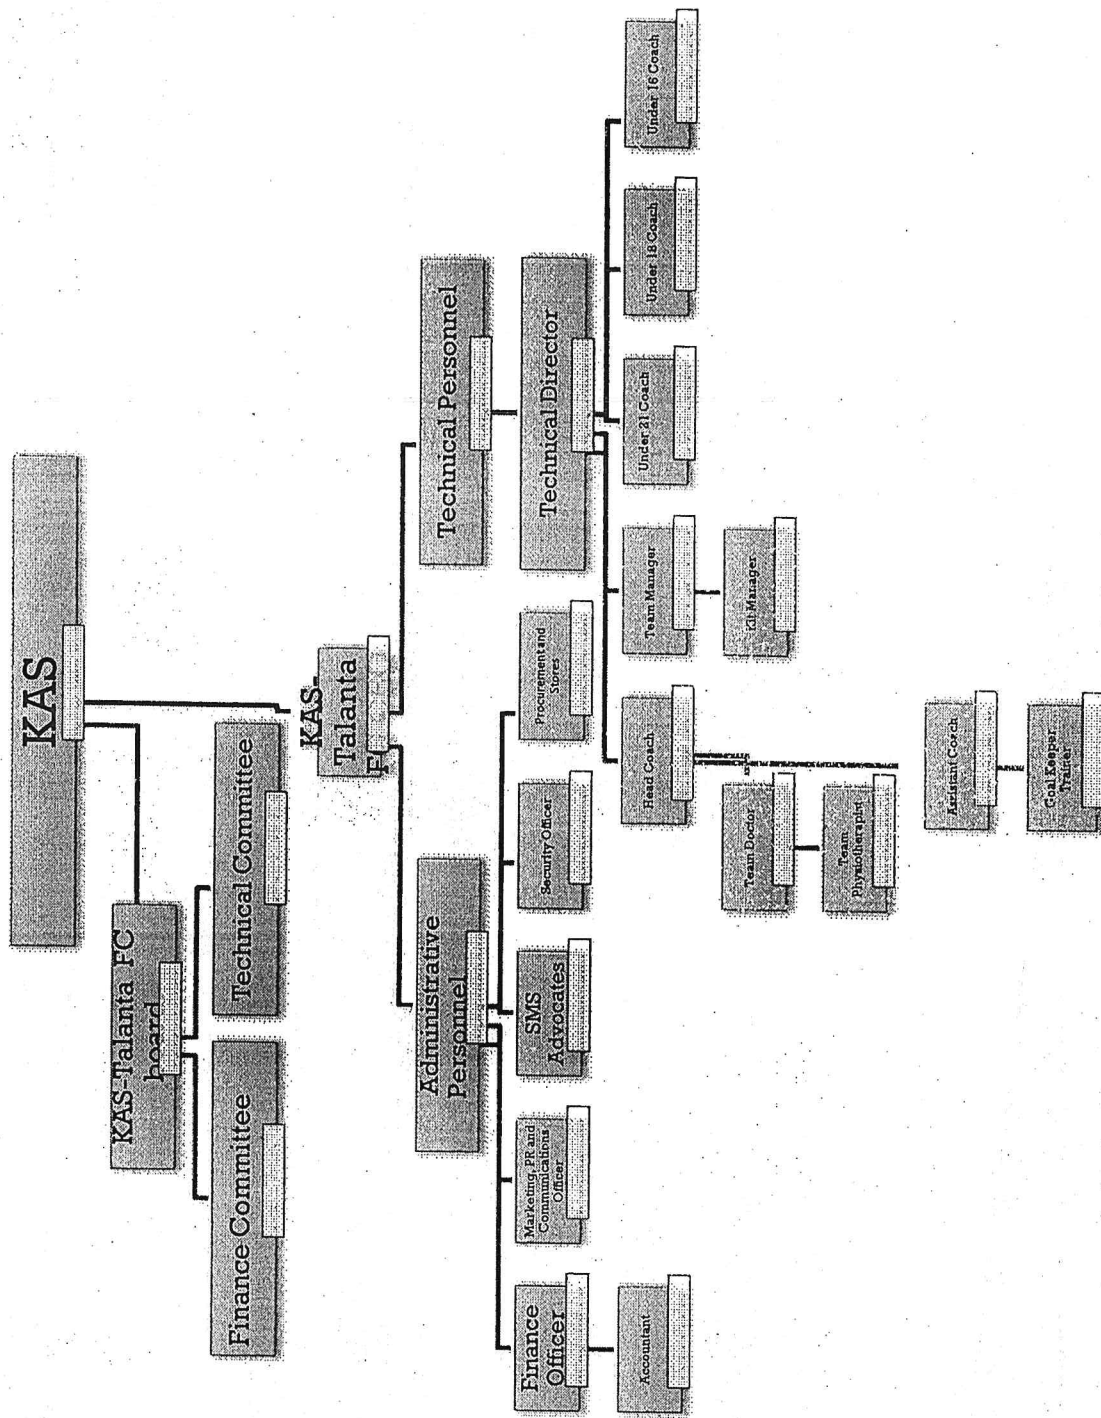 KAS
KAS-Talanta FC
board
Finance Committee
Technical Committee
KAS-
Talanta
F
Administrative
Personnel
Technical Personnel
Finance
Officer
Marketing, PR and
Communications
Officer
SMS
Advocates
Security Officer
Procurement and
Stores
Technical Director
Accountant
Head Coach
Team Manager
Under 21 Coach
Under 18 Coach
Under 16 Coach
Team Doctor
Kit Manager
Team
Physiotherapist
Assistant Coach
Goal Keeper
Trainer